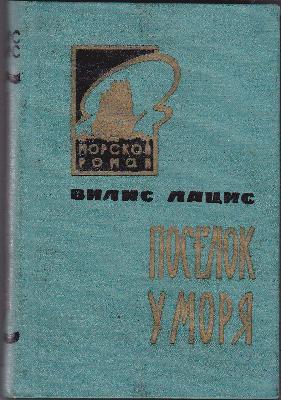 МОРСКОЙ
РОМАН
ВИЛИС ЛАЦИС
ПОСЕЛОК
У МОРЯ